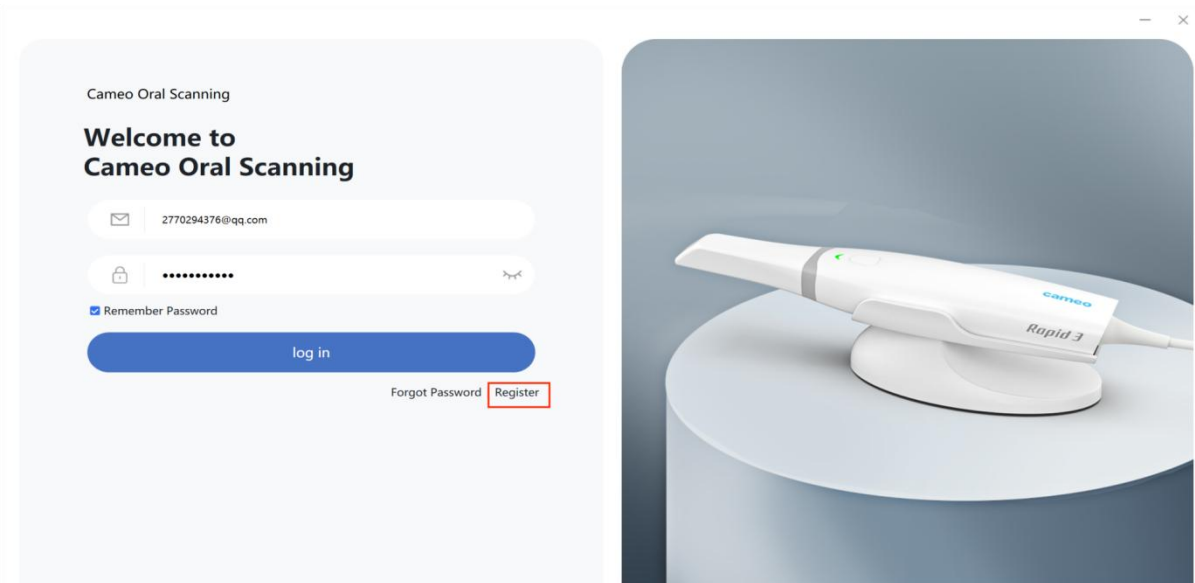 Cameo Oral Scanning
Welcome to
Cameo Oral Scanning
2770294376@qq.com
•••••••••••
Remember Password
log in
Forgot Password Register
cameo
Rapid 3